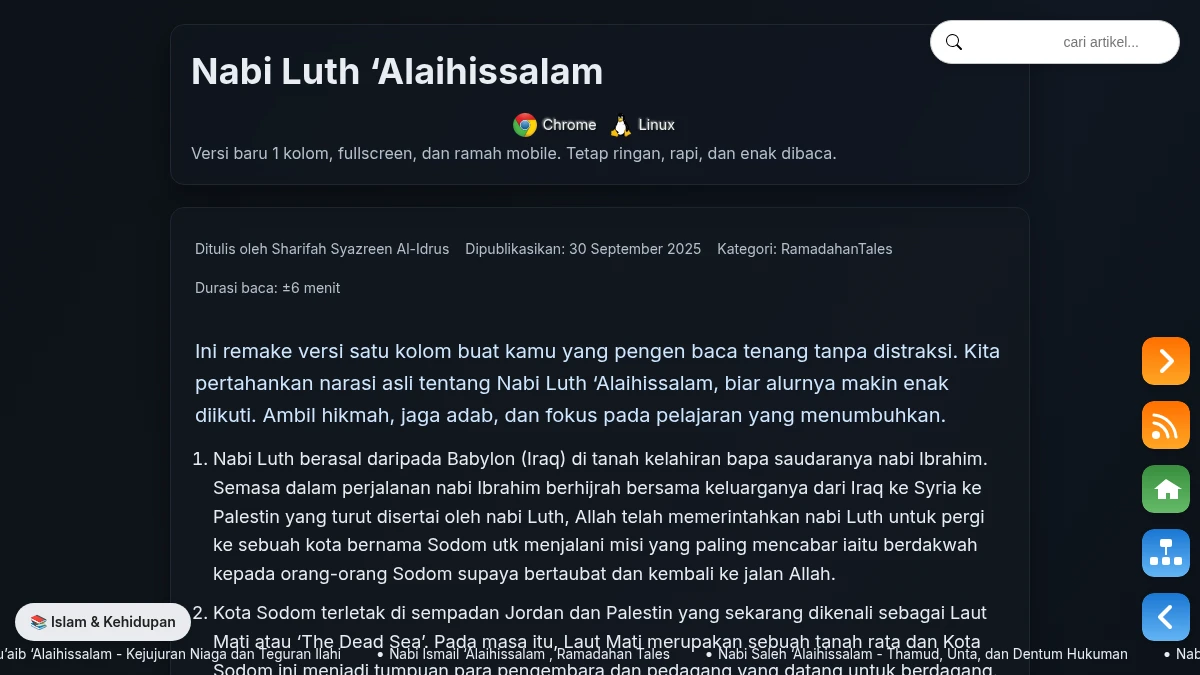 cari artikel...
Nabi Luth ‘Alaihissalam
Chrome Linux
Versi baru 1 kolom, fullscreen, dan ramah mobile. Tetap ringan, rapi, dan enak dibaca.
Ditulis oleh Sharifah Syazreen Al-Idrus Dipublikasikan: 30 September 2025 Kategori: RamadahanTales
Durasi baca: ±6 menit
Ini remake versi satu kolom buat kamu yang pengen baca tenang tanpa distraksi. Kita
pertahankan narasi asli tentang Nabi Luth ‘Alaihissalam, biar alurnya makin enak
diikuti. Ambil hikmah, jaga adab, dan fokus pada pelajaran yang menumbuhkan.
1. Nabi Luth berasal daripada Babylon (Iraq) di tanah kelahiran bapa saudaranya nabi Ibrahim.
Semasa dalam perjalanan nabi Ibrahim berhijrah bersama keluarganya dari Iraq ke Syria ke
Palestin yang turut disertai oleh nabi Luth, Allah telah memerintahkan nabi Luth untuk pergi
ke sebuah kota bernama Sodom utk menjalani misi yang paling mencabar iaitu berdakwah
kepada orang-orang Sodom supaya bertaubat dan kembali ke jalan Allah.
2. Kota Sodom terletak di sempadan Jordan dan Palestin yang sekarang dikenali sebagai Laut
Mati atau ‘The Dead Sea’. Pada masa itu, Laut Mati merupakan sebuah tanah rata dan Kota
Sodom ini menjadi tumpuan para pengembara dan pedagang yang datang untuk berdagang.
📚 Islam & Kehidupan
u’aib ‘Alaihissalam - Kejujuran Niaga dan Teguran Ilahi • Nabi Ismail ‘Alaihissalam , Ramadahan Tales • Nabi Saleh ‘Alaihissalam - Thamud, Unta, dan Dentum Hukuman • Nab